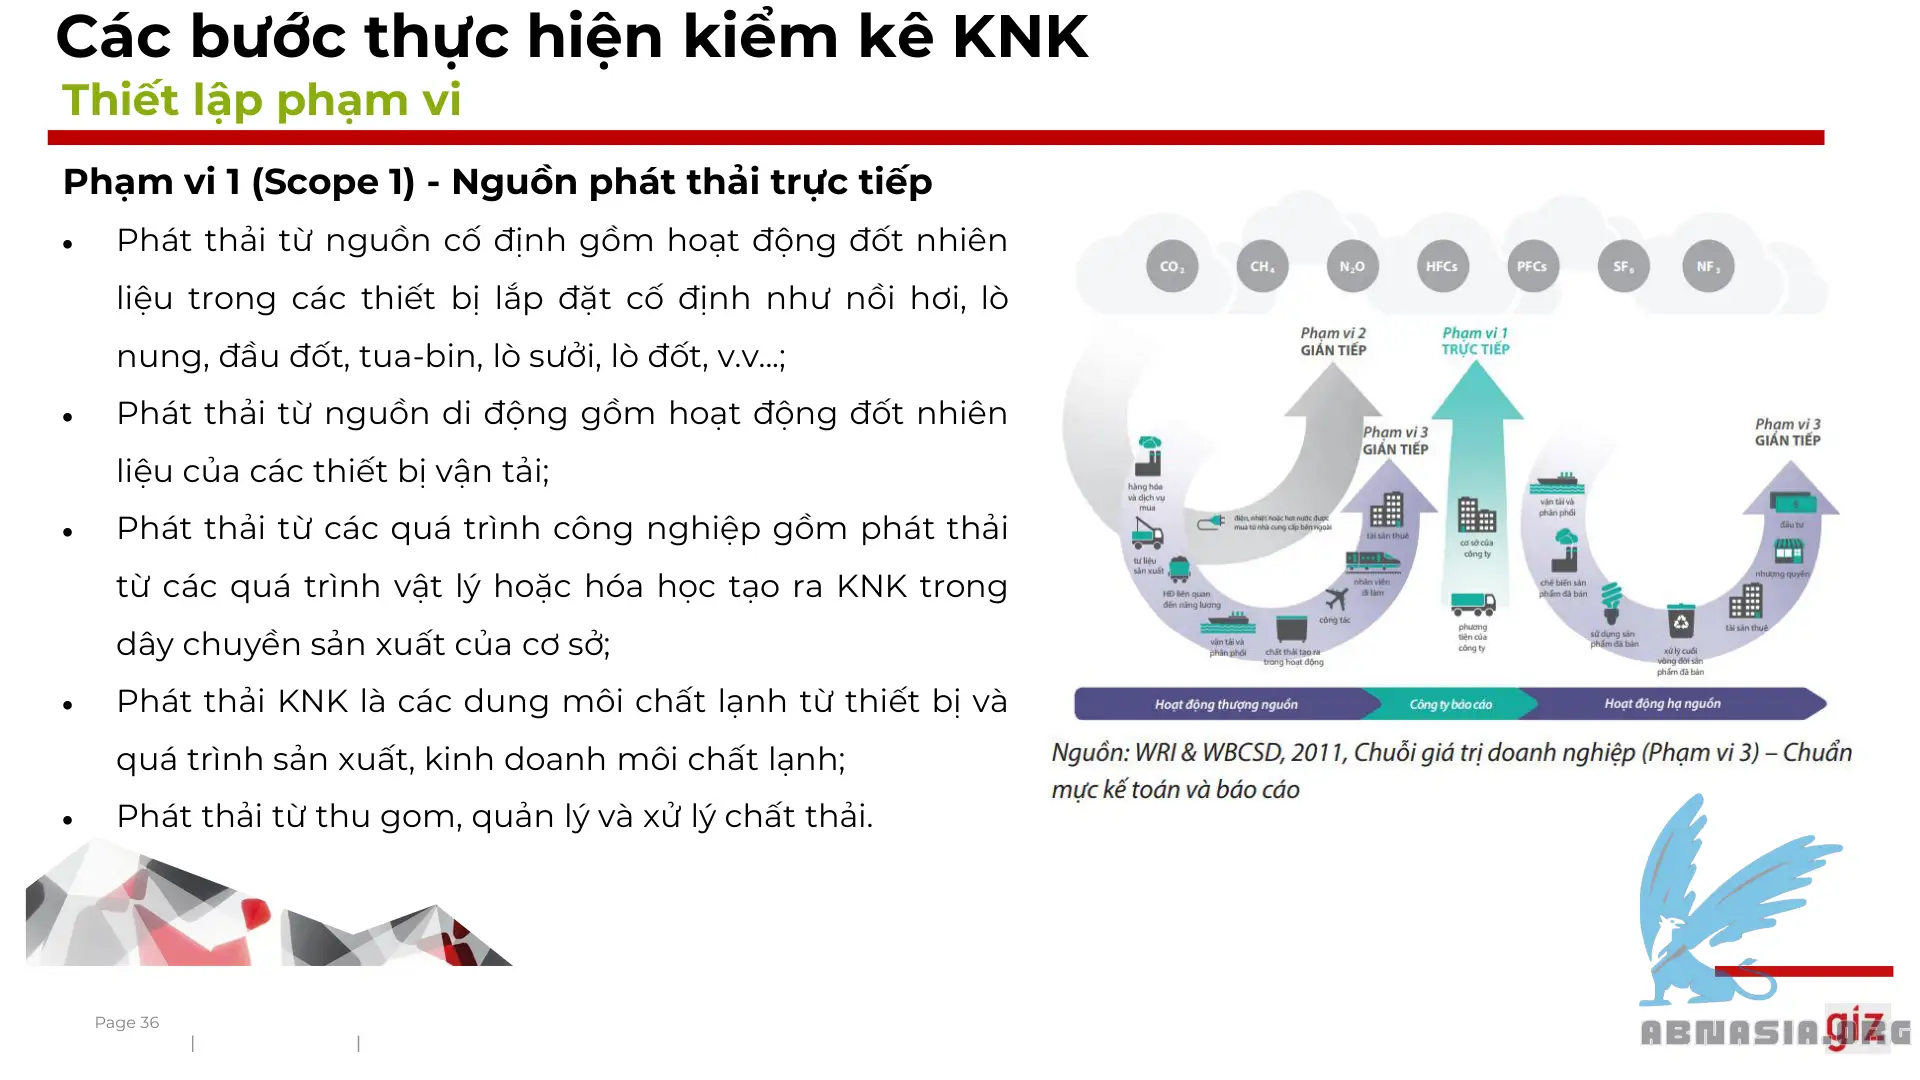 Các bước thực hiện kiểm kê KNK
Thiết lập phạm vi
Phạm vi 1 (Scope 1) - Nguồn phát thải trực tiếp
• Phát thải từ nguồn cố định gồm hoạt động đốt nhiên
liệu trong các thiết bị lắp đặt cố định như nồi hơi, lò
nung, đầu đốt, tua-bin, lò sưởi, lò đốt, v.v...;
• Phát thải từ nguồn di động gồm hoạt động đốt nhiên
liệu của các thiết bị vận tải;
• Phát thải từ các quá trình công nghiệp gồm phát thải
từ các quá trình vật lý hoặc hóa học tạo ra KNK trong
dây chuyền sản xuất của cơ sở;
• Phát thải KNK là các dung môi chất lạnh từ thiết bị và
quá trình sản xuất, kinh doanh môi chất lạnh;
• Phát thải từ thu gom, quản lý và xử lý chất thải.
CO2 CH4 N2O HFCs PFCs SF6 NF3
Phạm vi 2
GIÁN TIẾP
Phạm vi 1
TRỰC TIẾP
Phạm vi 3
GIÁN TIẾP
Phạm vi 3
GIÁN TIẾP
hàng hóa
và dịch vụ
mua
tư liệu
sản xuất
HĐ liên quan
đến năng lượng
vận tải và
phân phối
chất thải tạo ra
trong hoạt động
công tác
nhân viên
đi làm
tài sản thuê
điện, nhiệt hoặc hơi nước được
mua từ nhà cung cấp bên ngoài
cơ sở của
công ty
phương
tiện của
công ty
vận tải và
phân phối
chế biến sản
phẩm đã bán
sử dụng sản
phẩm đã bán
xử lý cuối
vòng đời sản
phẩm đã bán
tài sản thuê
nhượng quyền
đầu tư
Hoạt động thượng nguồn
Công ty báo cáo
Hoạt động hạ nguồn
Nguồn: WRI & WBCSD, 2011, Chuỗi giá trị doanh nghiệp (Phạm vi 3) – Chuẩn
mực kế toán và báo cáo
Page 36
giz
ABNASIA.ORG